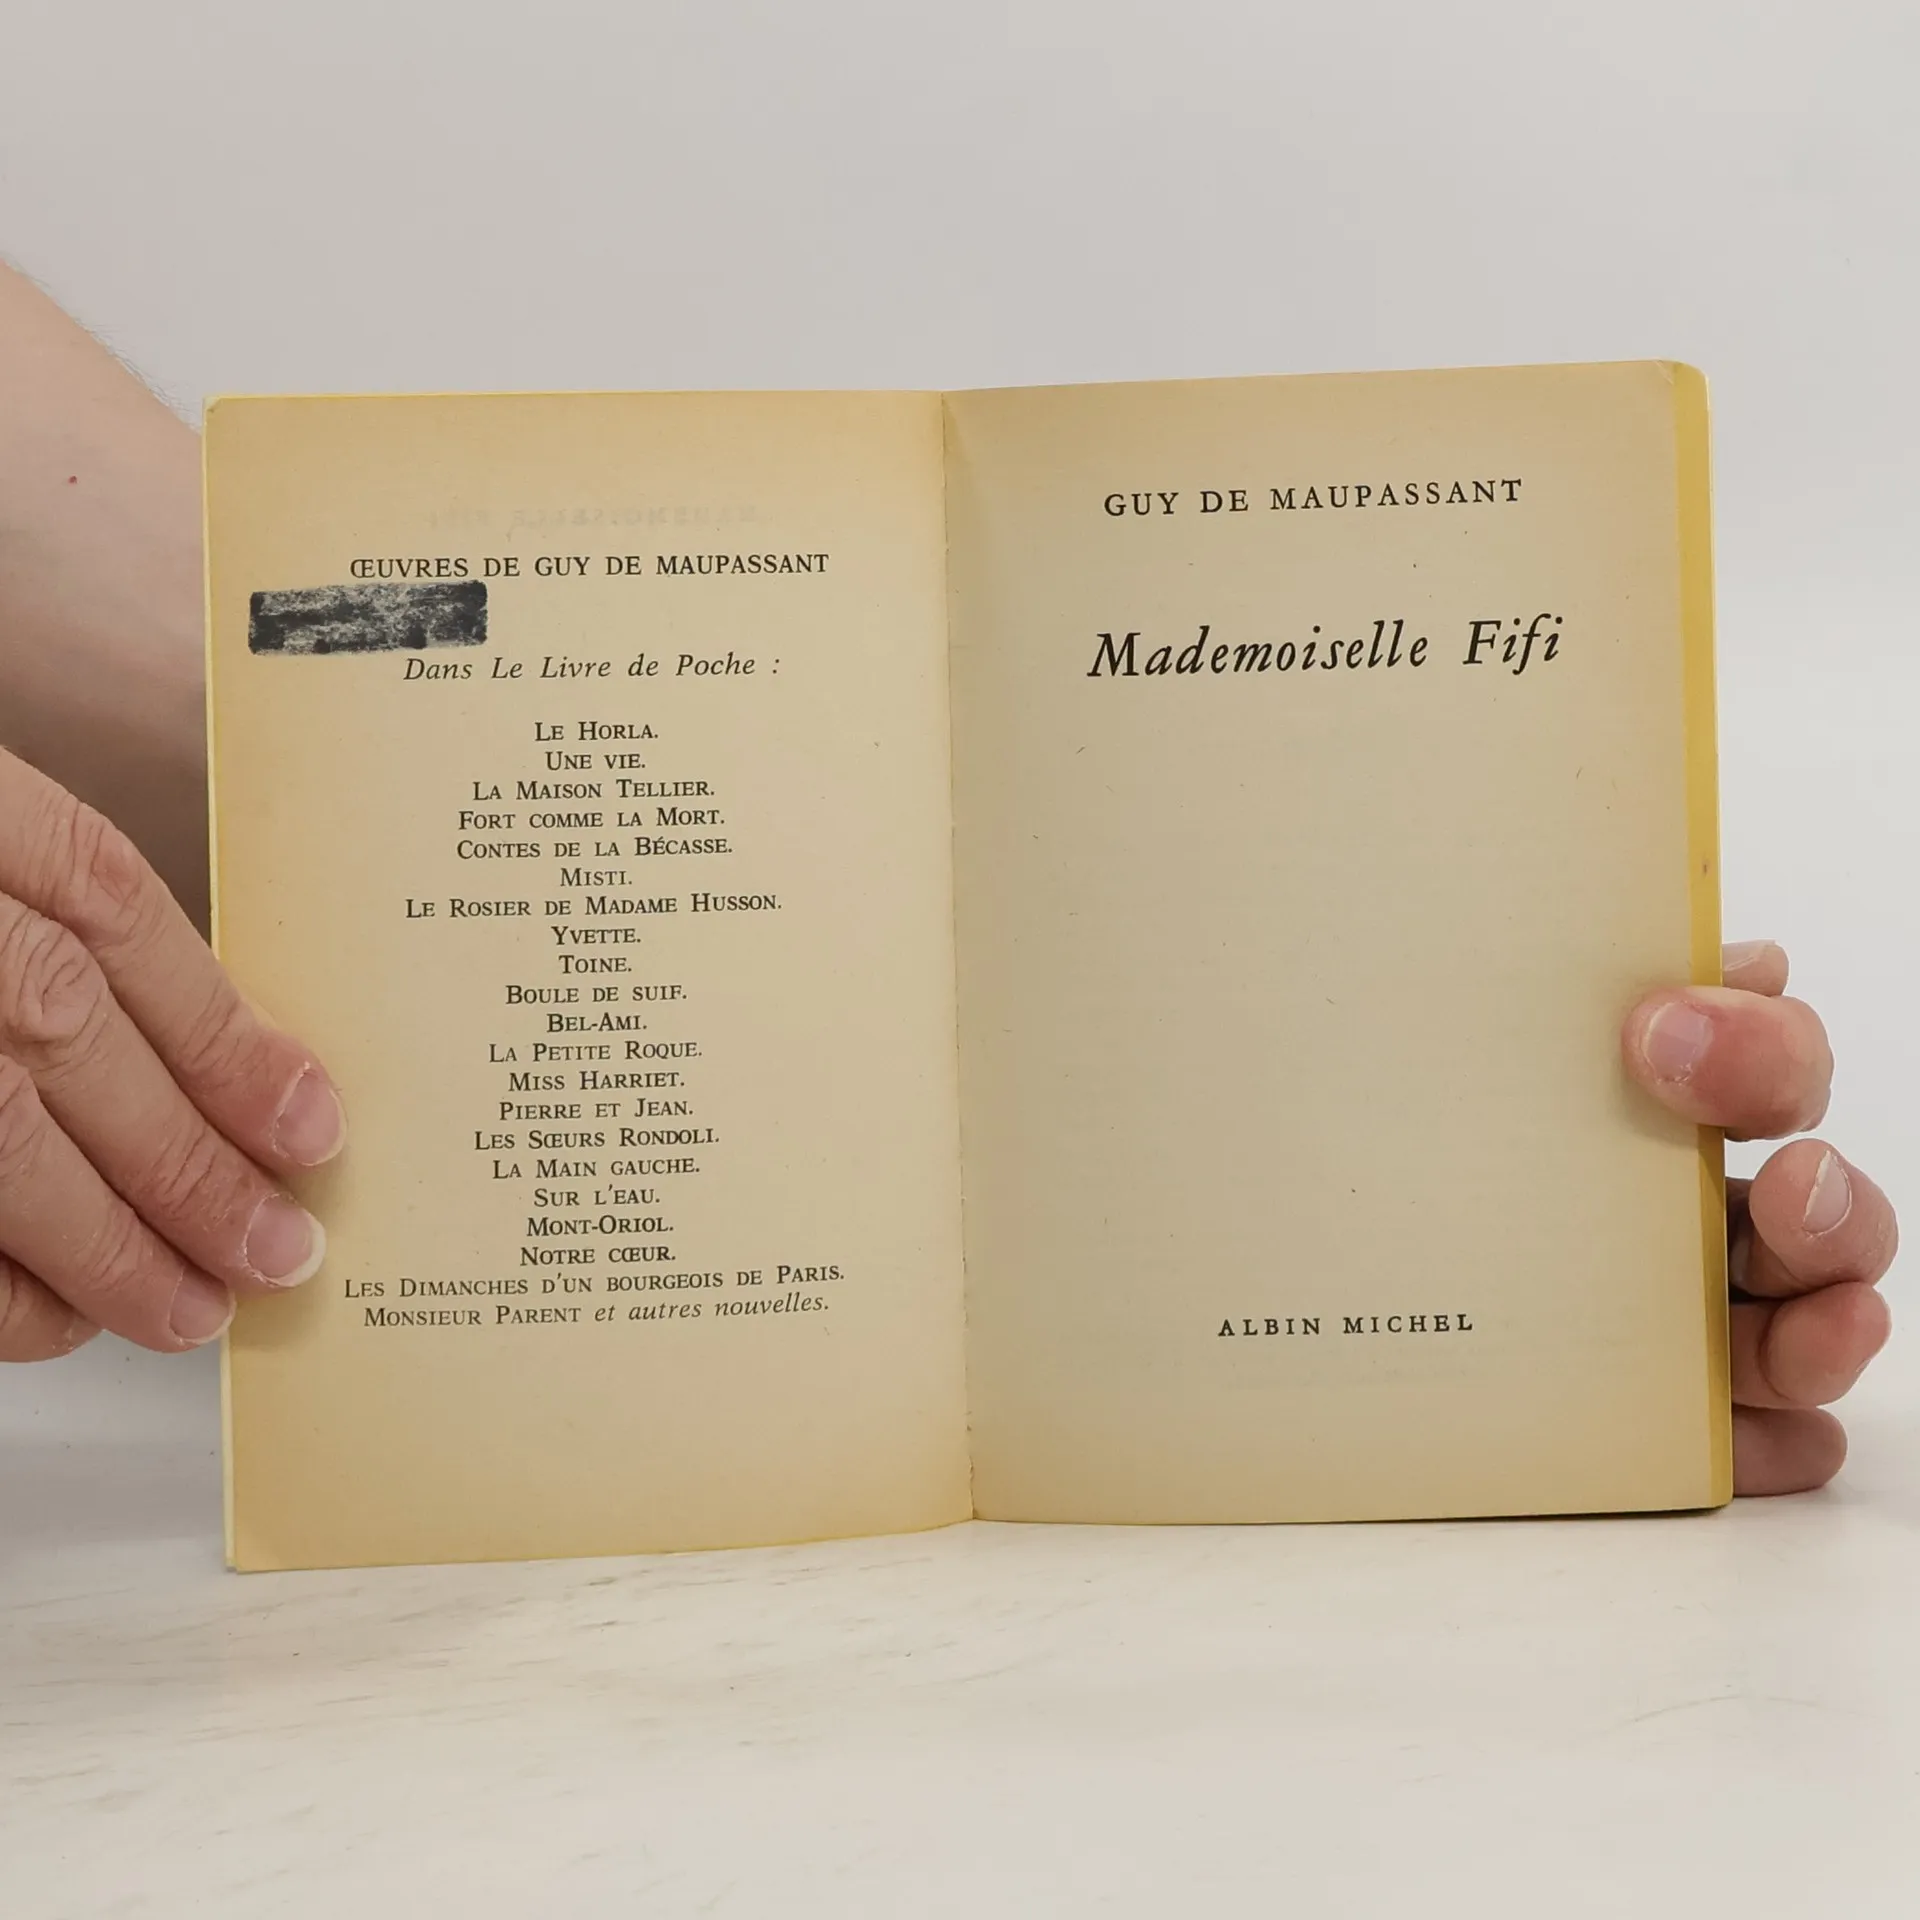 ŒUVRES DE GUY DE MAUPASSANT
Dans Le Livre de Poche :
LE HORLA.
UNE VIE.
LA MAISON TELLIER.
FORT COMME LA MORT.
CONTES DE LA BÉCASSE.
MISTI.
LE ROSIER DE MADAME HUSSON.
YVETTE.
TOINE.
BOULE DE SUIF.
BEL-AMI.
LA PETITE ROQUE.
MISS HARRIET.
PIERRE ET JEAN.
LES SŒURS RONDOLI.
LA MAIN GAUCHE.
SUR L'EAU.
MONT-ORIOL.
NOTRE CŒUR.
LES DIMANCHES D'UN BOURGEOIS DE PARIS.
MONSIEUR PARENT et autres nouvelles.
GUY DE MAUPASSANT
Mademoiselle Fifi
ALBIN MICHEL